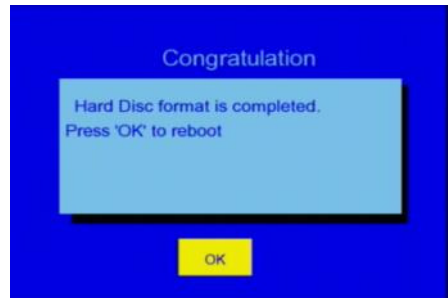 Congratulation
Hard Disc format is completed.
Press 'OK' to reboot
OK